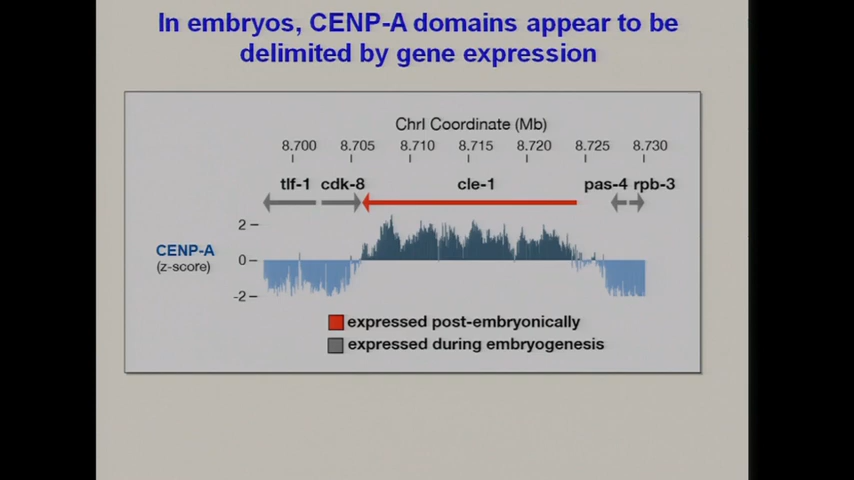 In embryos, CENP-A domains appear to be
delimited by gene expression
ChrI Coordinate (Mb)
8.700 8.705 8.710 8.715 8.720 8.725 8.730
tlf-1 cdk-8 cle-1 pas-4 rpb-3
2
CENP-A
(z-score)
0
-2
expressed post-embryonically
expressed during embryogenesis